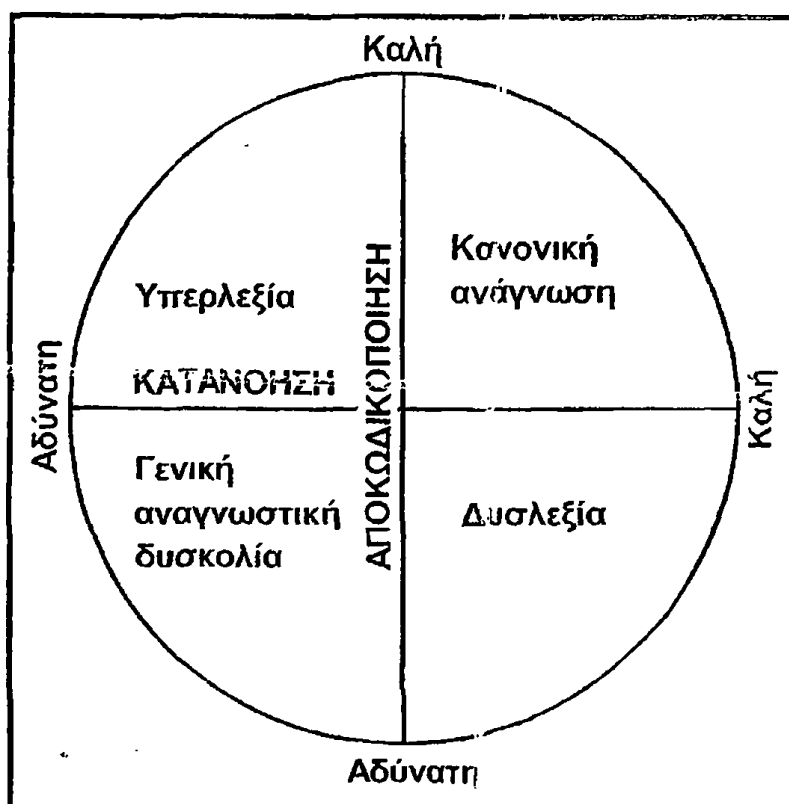 Καλή
Κανονική
ανάγνωση
Υπερλεξία
ΚΑΤΑΝΟΗΣΗ
ΑΠΟΚΩΔΙΚΟΠΟΙΗΣΗ
Αδύνατη
Καλή
Γενική
αναγνωστική
δυσκολία
Δυσλεξία
Αδύνατη